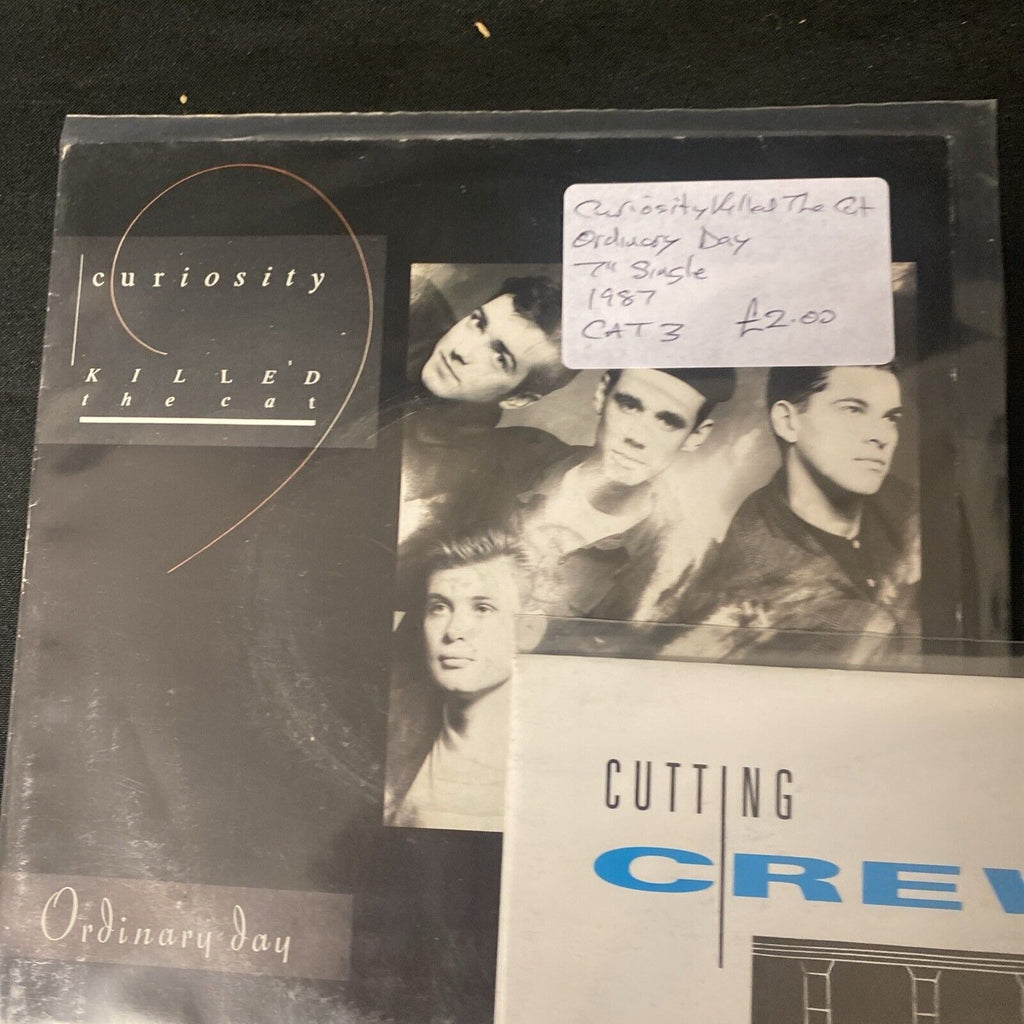 curiosity
KILLE'D
the cat
Curiosity Killed The Cat
Ordinary Day
7" Single
1987
CAT 3 £2.00
Ordinary day
CUTTING
CREW